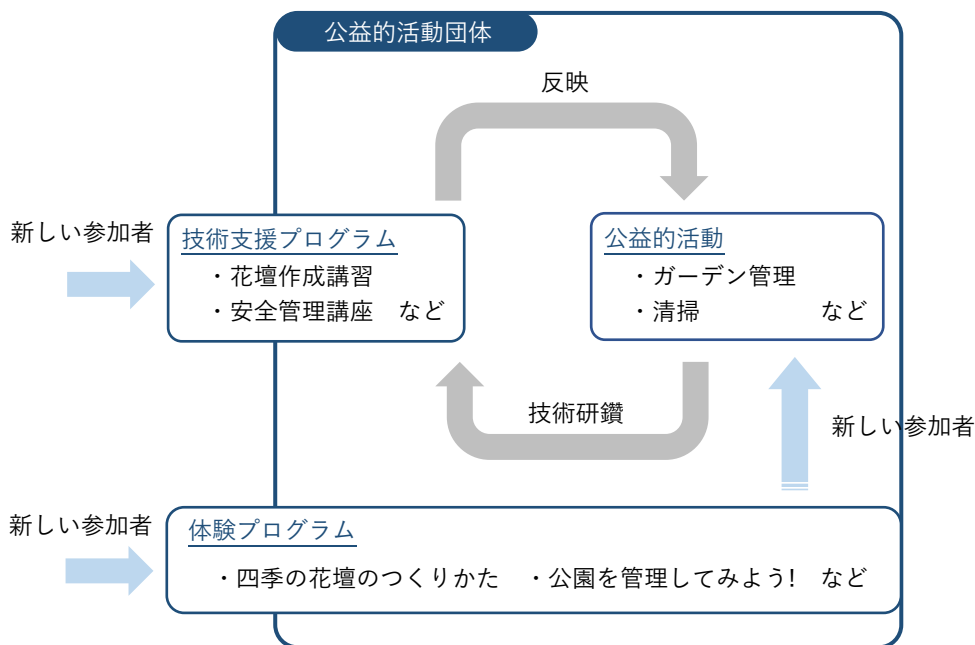 公益的活動団体
反映
新しい参加者
技術支援プログラム
・花壇作成講習
・安全管理講座 など
公益的活動
・ガーデン管理
・清掃 など
技術研鑽
新しい参加者
新しい参加者
体験プログラム
・四季の花壇のつくりかた ・公園を管理してみよう! など